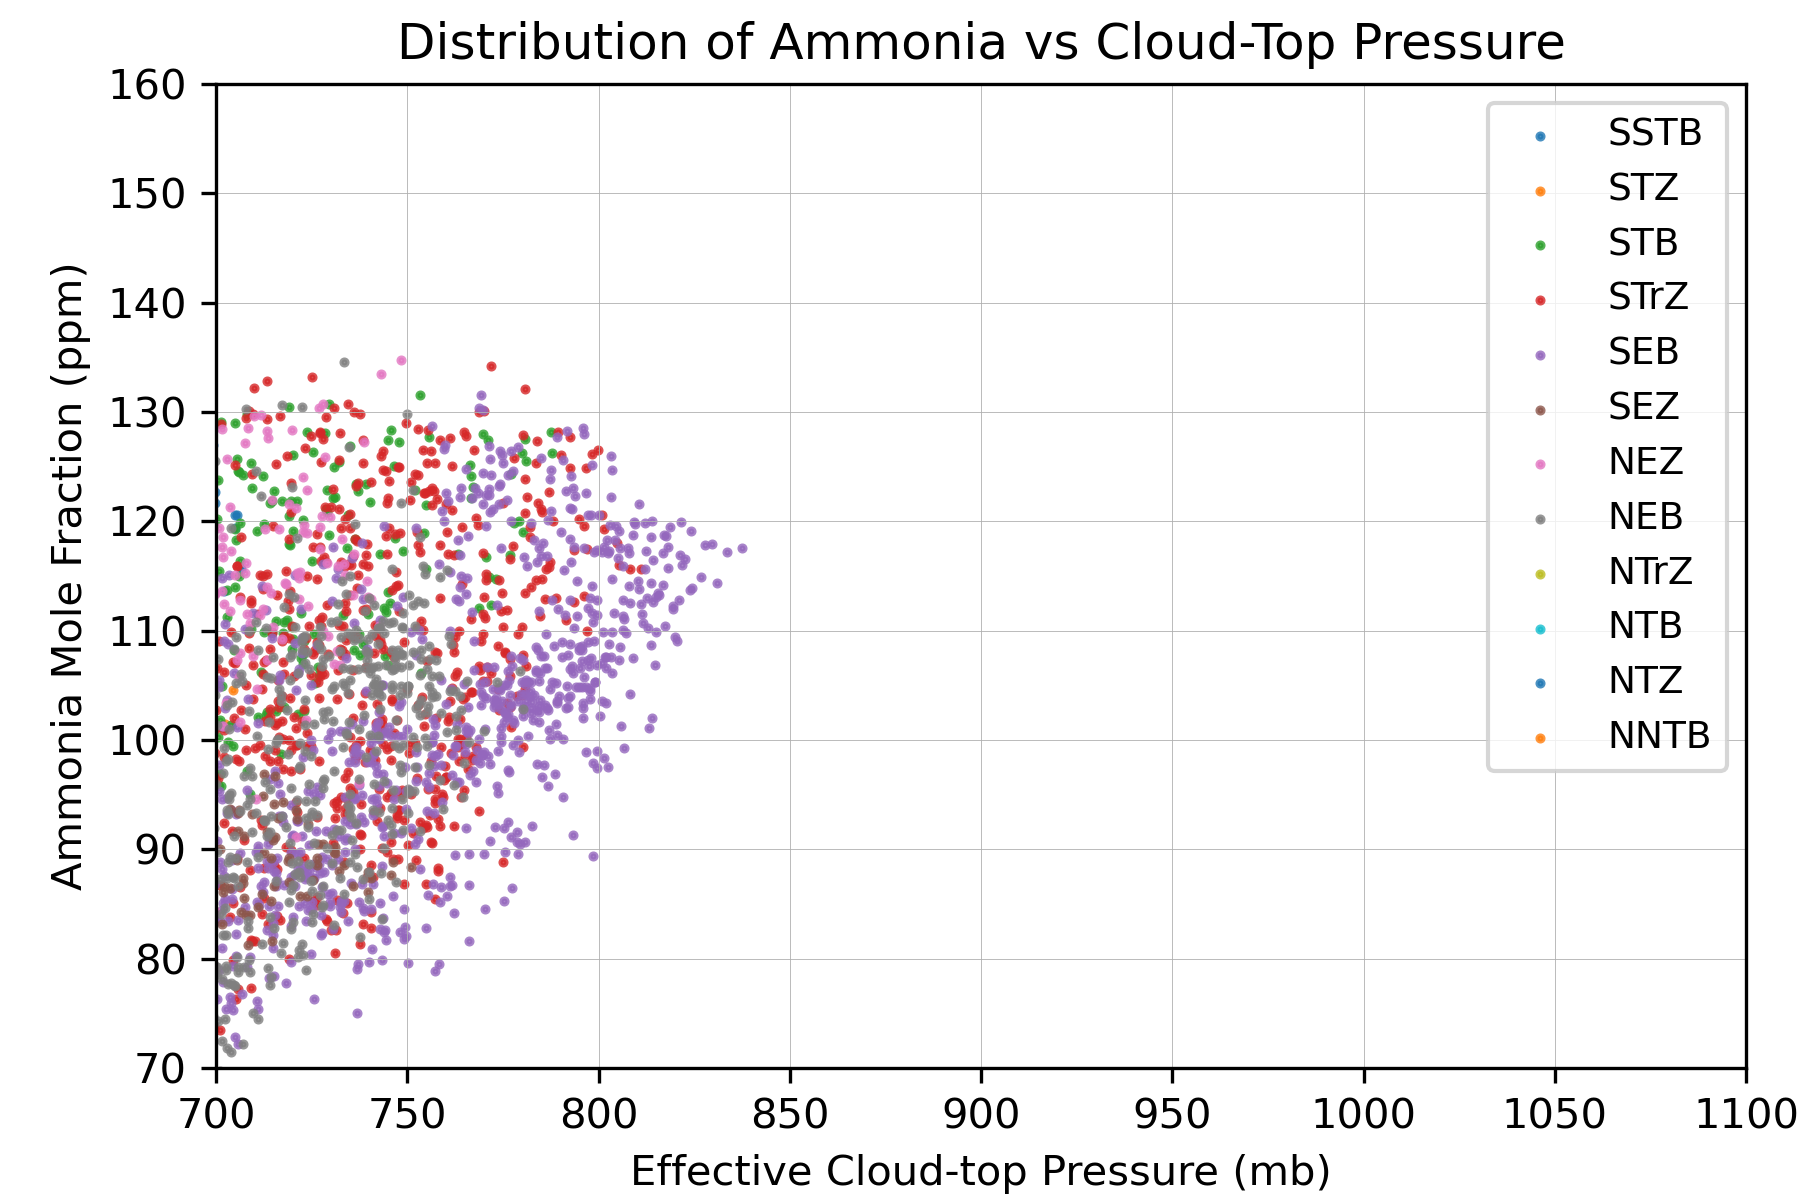 Distribution of Ammonia vs Cloud-Top Pressure
Ammonia Mole Fraction (ppm)
160
150
140
130
120
110
100
90
80
70
SSTB
STZ
STB
STrZ
SEB
SEZ
NEZ
NEB
NTrZ
NTB
NTZ
NNTB
700 750 800 850 900 950 1000 1050 1100
Effective Cloud-top Pressure (mb)